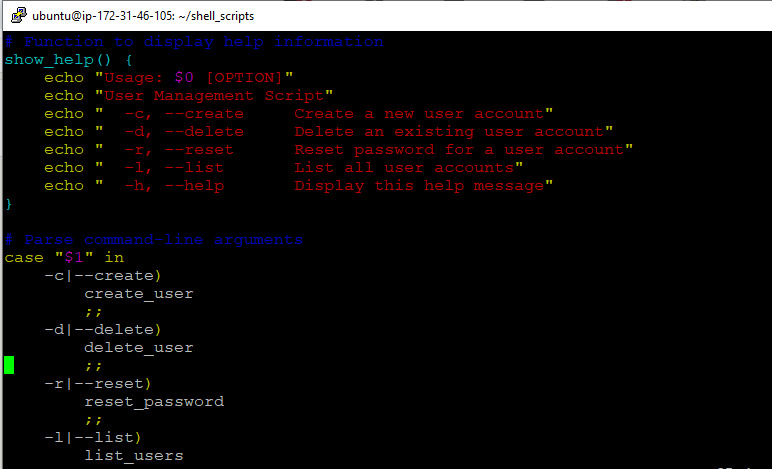 ubuntu@ip-172-31-46-105: ~/shell_scripts
# Function to display help information
show_help() {
    echo "Usage: $0 [OPTION]"
    echo "User Management Script"
    echo "  -c, --create     Create a new user account"
    echo "  -d, --delete     Delete an existing user account"
    echo "  -r, --reset      Reset password for a user account"
    echo "  -l, --list       List all user accounts"
    echo "  -h, --help       Display this help message"
}
# Parse command-line arguments
case "$1" in
    -c|--create)
        create_user
        ;;
    -d|--delete)
        delete_user
        ;;
    -r|--reset)
        reset_password
        ;;
    -l|--list)
        list_users